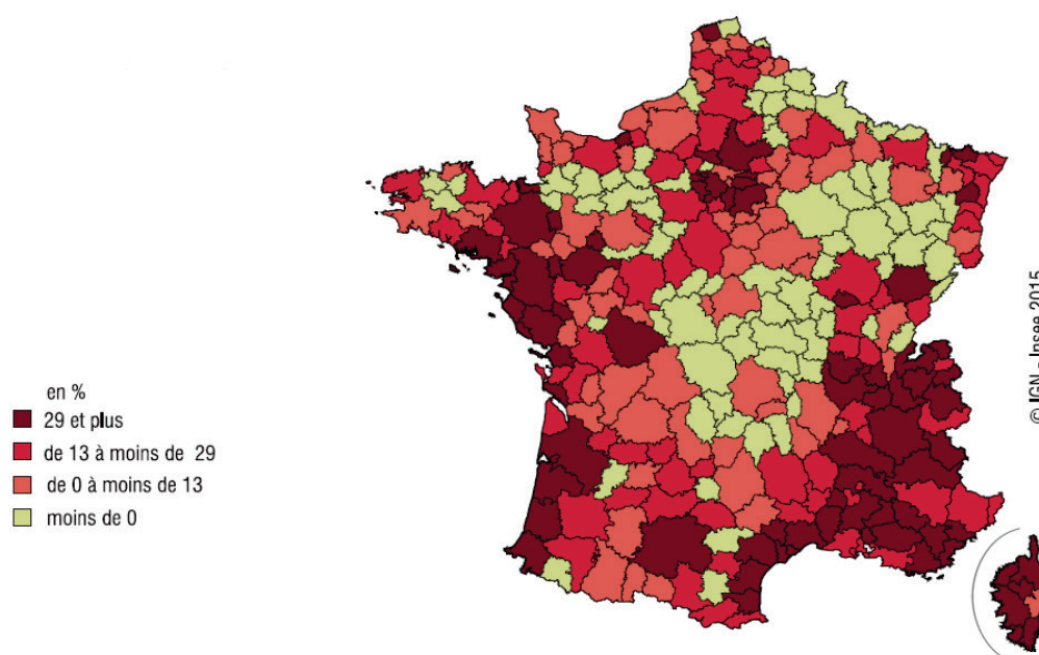 en %
29 et plus
de 13 à moins de 29
de 0 à moins de 13
moins de 0
© IGN - Insee 2015